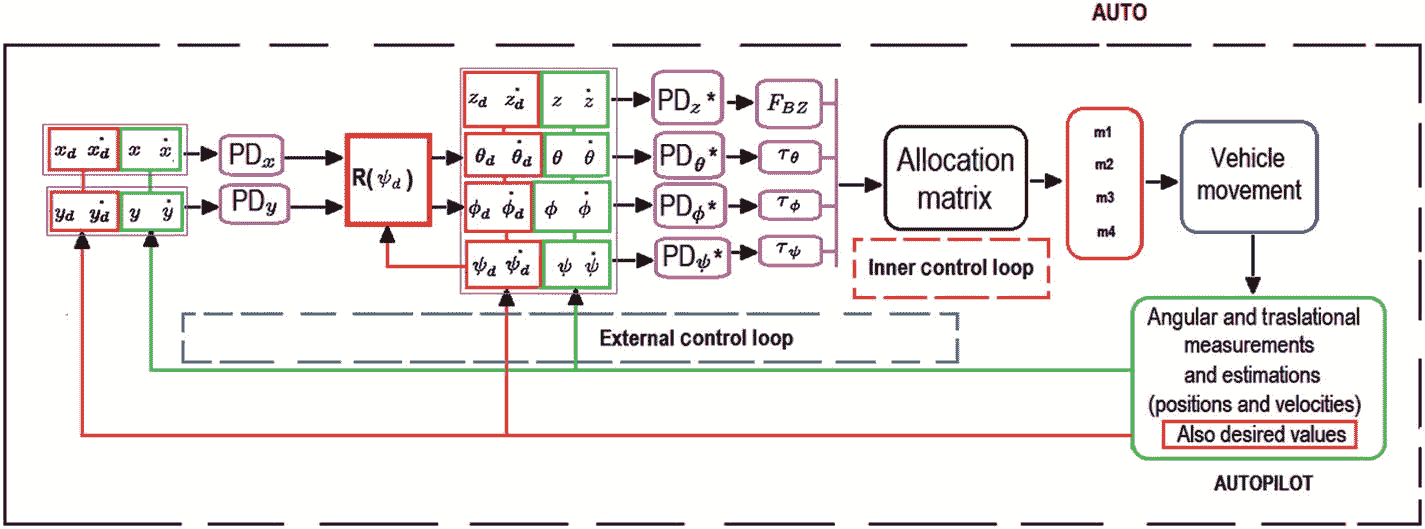 AUTO
z_d ż_d z ż
PD_z* F_BZ
x_d ẋ_d x ẋ
PD_x
θ_d θ̇_d θ θ̇
PD_θ* τ_θ
R(ψ_d)
y_d ẏ_d y ẏ
PD_y
ϕ_d ϕ̇_d ϕ ϕ̇
PD_ϕ* τ_ϕ
ψ_d ψ̇_d ψ ψ̇
PD_ψ* τ_ψ
Allocation
matrix
m1
m2
m3
m4
Vehicle
movement
Inner control loop
External control loop
Angular and traslational
measurements
and estimations
(positions and velocities)
Also desired values
AUTOPILOT